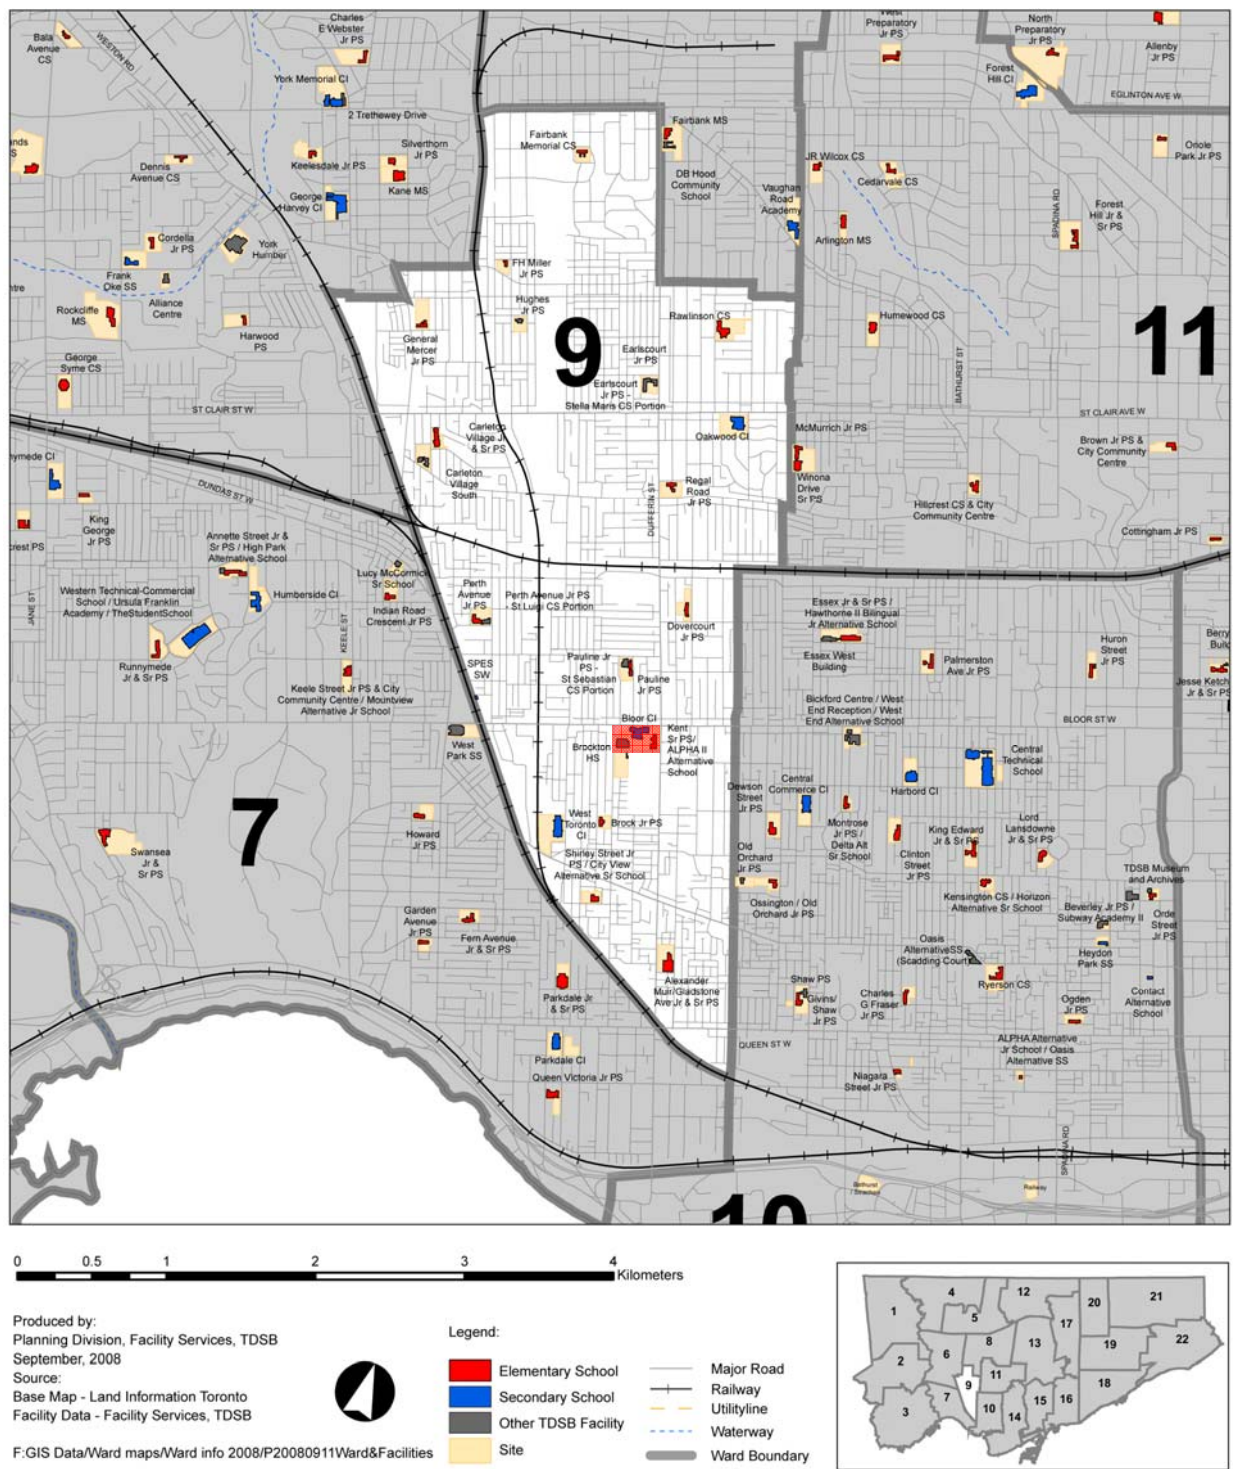 Bala
Avenue
CS
WESTON RD
Charles
E Webster
Jr PS
York Memorial CI
2 Trethewey Drive
West
Preparatory
Jr PS
North
Preparatory
Jr PS
Forest
Hill CI
Allenby
Jr PS
EGLINTON AVE W
Dennis
Avenue CS
Keelesdale Jr PS
Silverthorn
Jr PS
Kane MS
George
Harvey CI
Fairbank
Memorial CS
Fairbank MS
DB Hood
Community
School
Vaughan
Road
Academy
JR Wilcox CS
Cedarvale CS
Arlington MS
SPADINA RD
Forest
Hill Jr &
Sr PS
Oriole
Park Jr PS
Cordella
Jr PS
York
Humber
Frank
Oke SS
Alliance
Centre
Rockcliffe
MS
Harwood
PS
George
Syme CS
FH Miller
Jr PS
Hughes
Jr PS
General
Mercer
Jr PS
9
Rawlinson CS
Humewood CS
11
Earlscourt
Jr PS
Earlscourt
Jr PS -
Stella Maris CS Portion
BATHURST ST
ST CLAIR ST W
ST CLAIR AVE W
Carleton
Village Jr
& Sr PS
Carleton
Village
South
Oakwood CI
McMurrich Jr PS
Winona
Drive
Sr PS
Brown Jr PS &
City Community
Centre
DUFFERIN ST
Regal
Road
Jr PS
Hillcrest CS & City
Community Centre
Cottingham Jr PS
DUNDAS ST W
King
George
Jr PS
Annette Street Jr &
Sr PS / High Park
Alternative School
Humberside CI
Western Technical-Commercial
School / Ursula Franklin
Academy / TheStudentSchool
JANE ST
KEELE ST
Lucy McCormick
Sr School
Indian Road
Crescent Jr PS
Perth
Avenue
Jr PS
Perth Avenue Jr PS
- St Luigi CS Portion
Dovercourt
Jr PS
Essex Jr & Sr PS /
Hawthorne II Bilingual
Jr Alternative School
Essex West
Building
Palmerston
Ave Jr PS
Huron
Street
Jr PS
Jesse Ketch
Jr & Sr PS
Runnymede
Jr & Sr PS
Keele Street Jr PS & City
Community Centre / Mountview
Alternative Jr School
SPES
SW
Pauline Jr
PS -
St Sebastian
CS Portion
Pauline
Jr PS
Bickford Centre / West
End Reception / West
End Alternative School
BLOOR ST W
West
Park SS
Bloor CI
Brockton
HS
Kent
Sr PS/
ALPHA II
Alternative
School
Central
Technical
School
Harbord CI
Dewson
Street
Jr PS
Central
Commerce CI
Montrose
Jr PS /
Delta Alt
Sr School
Clinton
Street
Jr PS
King Edward
Jr & Sr PS
Lord
Lansdowne
Jr & Sr PS
7
Swansea
Jr &
Sr PS
Howard
Jr PS
West
Toronto
CI
Brock Jr PS
Shirley Street Jr
PS / City View
Alternative Sr School
Old
Orchard
Jr PS
Ossington / Old
Orchard Jr PS
Kensington CS / Horizon
Alternative Sr School
TDSB Museum
and Archives
Beverley Jr PS /
Subway Academy II
Orde
Street
Jr PS
Heydon
Park SS
Garden
Avenue
Jr PS
Fern Avenue
Jr & Sr PS
Oasis
AlternativeSS
(Scadding Court)
Ryerson CS
Contact
Alternative
School
Parkdale Jr
& Sr PS
Alexander
Muir/Gladstone
Ave Jr & Sr PS
Shaw PS
Givins/
Shaw
Jr PS
Charles
G Fraser
Jr PS
Ogden
Jr PS
Parkdale CI
QUEEN ST W
Queen Victoria Jr PS
Niagara
Street Jr PS
ALPHA Alternative
Jr School / Oasis
Alternative SS
SPADINA RD
Railway
10
0 0.5 1 2 3 4
Kilometers
Produced by:
Planning Division, Facility Services, TDSB
September, 2008
Source:
Base Map - Land Information Toronto
Facility Data - Facility Services, TDSB
F:GIS Data/Ward maps/Ward info 2008/P20080911Ward&Facilities
Legend:
Elementary School
Secondary School
Other TDSB Facility
Site
Major Road
Railway
Utilityline
Waterway
Ward Boundary
1
4
5
12
20
21
17
22
6
8
13
19
2
9
11
18
7
3
10
14
15
16